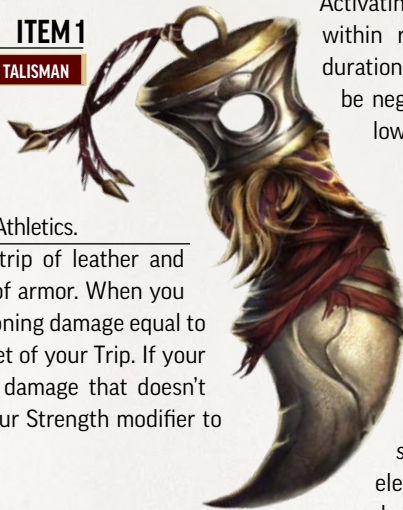 ITEM 1
TALISMAN
Athletics.
trip of leather and
of armor. When you
oning damage equal to
et of your Trip. If your
damage that doesn't
ur Strength modifier to
Activatin
within r
duration
be neg
low
s
ele